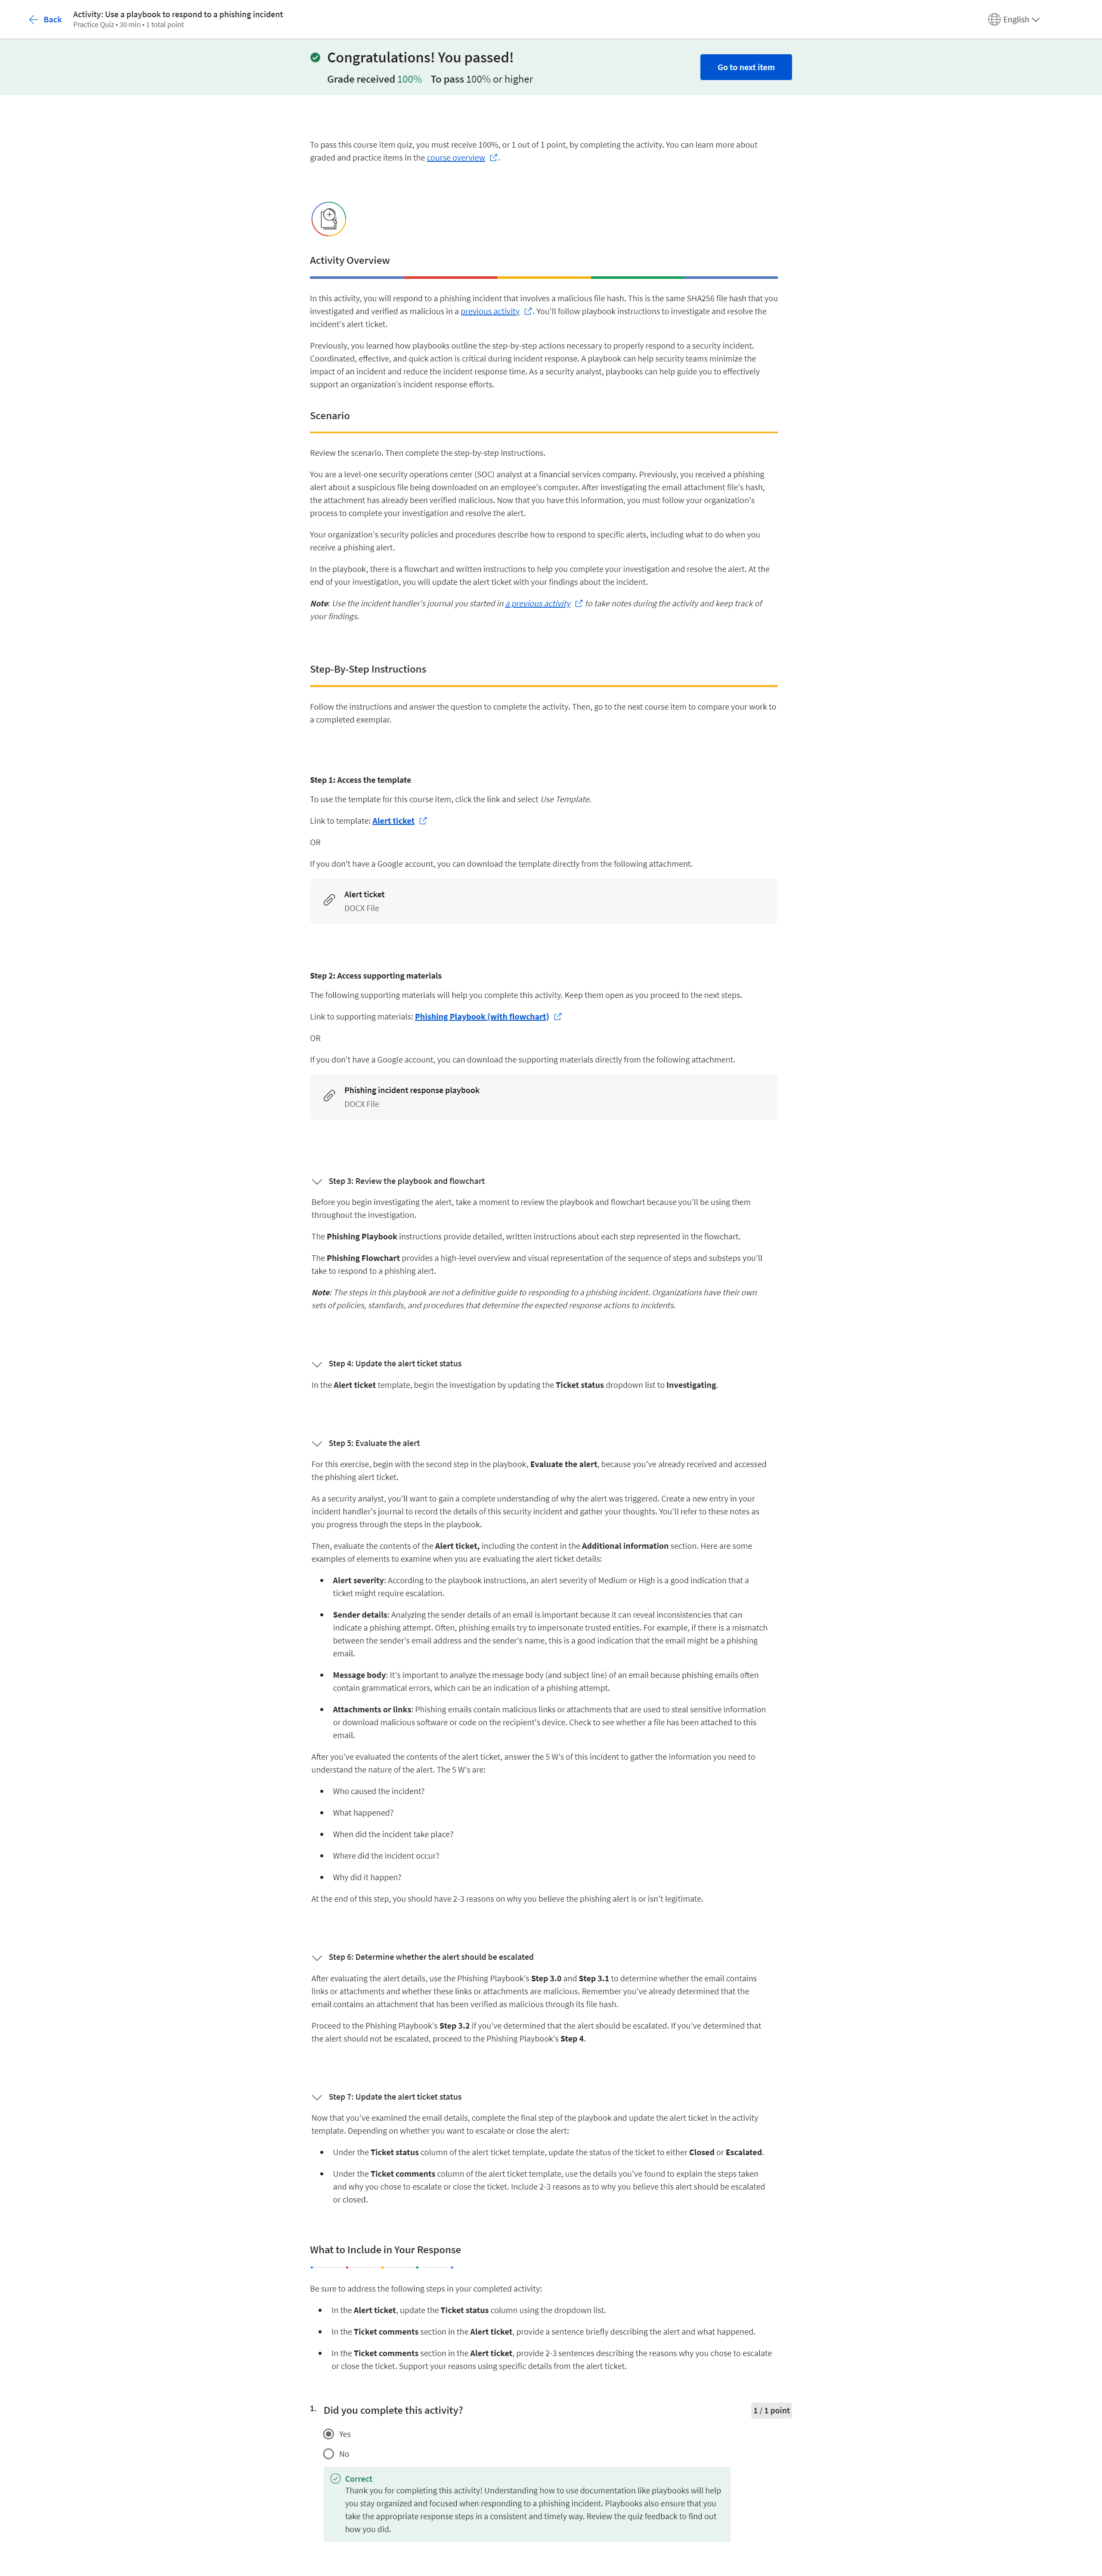 Back
Activity: Use a playbook to respond to a phishing incident
Practice Quiz • 30 min • 1 total point
English
Congratulations! You passed!
Grade received 100% To pass 100% or higher
Go to next item
To pass this course item quiz, you must receive 100%, or 1 out of 1 point, by completing the activity. You can learn more about
graded and practice items in the course overview .
Activity Overview
In this activity, you will respond to a phishing incident that involves a malicious file hash. This is the same SHA256 file hash that you
investigated and verified as malicious in a previous activity . You'll follow playbook instructions to investigate and resolve the
incident's alert ticket.
Previously, you learned how playbooks outline the step-by-step actions necessary to properly respond to a security incident.
Coordinated, effective, and quick action is critical during incident response. A playbook can help security teams minimize the
impact of an incident and reduce the incident response time. As a security analyst, playbooks can help guide you to effectively
support an organization's incident response efforts.
Scenario
Review the scenario. Then complete the step-by-step instructions.
You are a level-one security operations center (SOC) analyst at a financial services company. Previously, you received a phishing
alert about a suspicious file being downloaded on an employee's computer. After investigating the email attachment file's hash,
the attachment has already been verified malicious. Now that you have this information, you must follow your organization's
process to complete your investigation and resolve the alert.
Your organization's security policies and procedures describe how to respond to specific alerts, including what to do when you
receive a phishing alert.
In the playbook, there is a flowchart and written instructions to help you complete your investigation and resolve the alert. At the
end of your investigation, you will update the alert ticket with your findings about the incident.
Note: Use the incident handler's journal you started in a previous activity to take notes during the activity and keep track of
your findings.
Step-By-Step Instructions
Follow the instructions and answer the question to complete the activity. Then, go to the next course item to compare your work to
a completed exemplar.
Step 1: Access the template
To use the template for this course item, click the link and select Use Template.
Link to template: Alert ticket
OR
If you don't have a Google account, you can download the template directly from the following attachment.
Alert ticket
DOCX File
Step 2: Access supporting materials
The following supporting materials will help you complete this activity. Keep them open as you proceed to the next steps.
Link to supporting materials: Phishing Playbook (with flowchart)
OR
If you don't have a Google account, you can download the supporting materials directly from the following attachment.
Phishing incident response playbook
DOCX File
Step 3: Review the playbook and flowchart
Before you begin investigating the alert, take a moment to review the playbook and flowchart because you'll be using them
throughout the investigation.
The Phishing Playbook instructions provide detailed, written instructions about each step represented in the flowchart.
The Phishing Flowchart provides a high-level overview and visual representation of the sequence of steps and substeps you'll
take to respond to a phishing alert.
Note: The steps in this playbook are not a definitive guide to responding to a phishing incident. Organizations have their own
sets of policies, standards, and procedures that determine the expected response actions to incidents.
Step 4: Update the alert ticket status
In the Alert ticket template, begin the investigation by updating the Ticket status dropdown list to Investigating.
Step 5: Evaluate the alert
For this exercise, begin with the second step in the playbook, Evaluate the alert, because you've already received and accessed
the phishing alert ticket.
As a security analyst, you'll want to gain a complete understanding of why the alert was triggered. Create a new entry in your
incident handler's journal to record the details of this security incident and gather your thoughts. You'll refer to these notes as
you progress through the steps in the playbook.
Then, evaluate the contents of the Alert ticket, including the content in the Additional information section. Here are some
examples of elements to examine when you are evaluating the alert ticket details:
• Alert severity: According to the playbook instructions, an alert severity of Medium or High is a good indication that a
ticket might require escalation.
• Sender details: Analyzing the sender details of an email is important because it can reveal inconsistencies that can
indicate a phishing attempt. Often, phishing emails try to impersonate trusted entities. For example, if there is a mismatch
between the sender's email address and the sender's name, this is a good indication that the email might be a phishing
email.
• Message body: It's important to analyze the message body (and subject line) of an email because phishing emails often
contain grammatical errors, which can be an indication of a phishing attempt.
• Attachments or links: Phishing emails contain malicious links or attachments that are used to steal sensitive information
or download malicious software or code on the recipient's device. Check to see whether a file has been attached to this
email.
After you've evaluated the contents of the alert ticket, answer the 5 W's of this incident to gather the information you need to
understand the nature of the alert. The 5 W's are:
• Who caused the incident?
• What happened?
• When did the incident take place?
• Where did the incident occur?
• Why did it happen?
At the end of this step, you should have 2-3 reasons on why you believe the phishing alert is or isn't legitimate.
Step 6: Determine whether the alert should be escalated
After evaluating the alert details, use the Phishing Playbook's Step 3.0 and Step 3.1 to determine whether the email contains
links or attachments and whether these links or attachments are malicious. Remember you've already determined that the
email contains an attachment that has been verified as malicious through its file hash.
Proceed to the Phishing Playbook's Step 3.2 if you've determined that the alert should be escalated. If you've determined that
the alert should not be escalated, proceed to the Phishing Playbook's Step 4.
Step 7: Update the alert ticket status
Now that you've examined the email details, complete the final step of the playbook and update the alert ticket in the activity
template. Depending on whether you want to escalate or close the alert:
• Under the Ticket status column of the alert ticket template, update the status of the ticket to either Closed or Escalated.
• Under the Ticket comments column of the alert ticket template, use the details you've found to explain the steps taken
and why you chose to escalate or close the ticket. Include 2-3 reasons as to why you believe this alert should be escalated
or closed.
What to Include in Your Response
Be sure to address the following steps in your completed activity:
• In the Alert ticket, update the Ticket status column using the dropdown list.
• In the Ticket comments section in the Alert ticket, provide a sentence briefly describing the alert and what happened.
• In the Ticket comments section in the Alert ticket, provide 2-3 sentences describing the reasons why you chose to escalate
or close the ticket. Support your reasons using specific details from the alert ticket.
1. Did you complete this activity?
1 / 1 point
Yes
No
Correct
Thank you for completing this activity! Understanding how to use documentation like playbooks will help
you stay organized and focused when responding to a phishing incident. Playbooks also ensure that you
take the appropriate response steps in a consistent and timely way. Review the quiz feedback to find out
how you did.